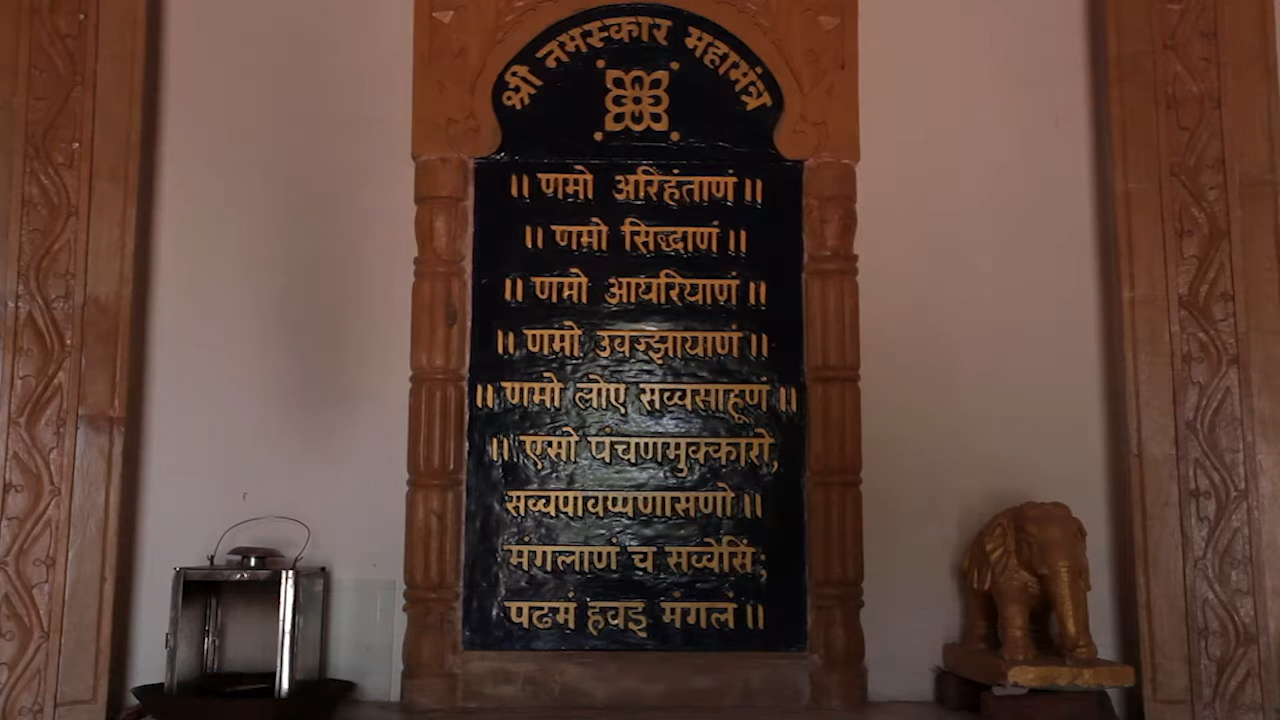 श्री नमस्कार महामंत्र
।। णमो अरिहंताणं ।।
।। णमो सिद्धाणं ।।
।। णमो आयरियाणं ।।
।। णमो उवज्झायाणं ।।
।। णमो लोए सव्वसाहूणं ।।
।। एसो पंचणमुक्कारो,
सव्वपावप्पणासणो ।।
मंगलाणं च सव्वेसिं,
पढमं हवइ मंगलं ।।